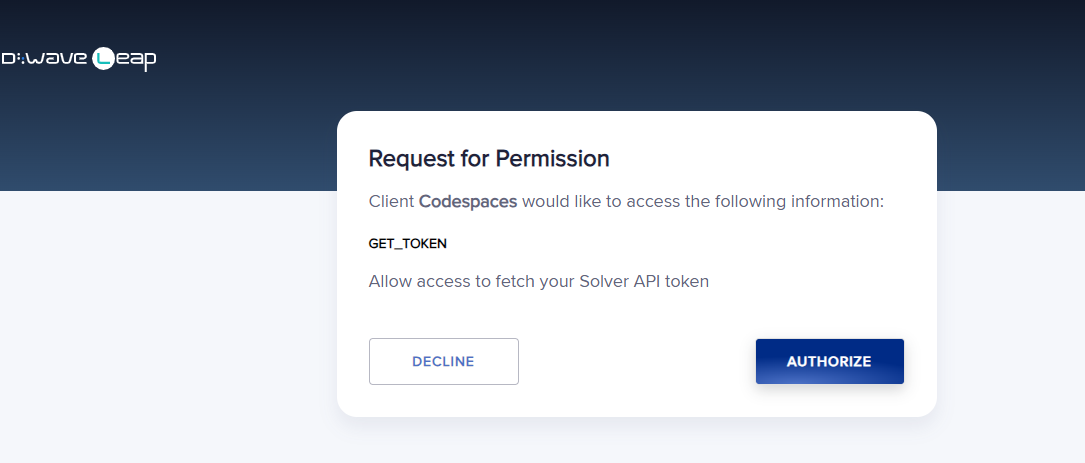 D:wave Leap
Request for Permission
Client Codespaces would like to access the following information:
GET_TOKEN
Allow access to fetch your Solver API token
DECLINE
AUTHORIZE